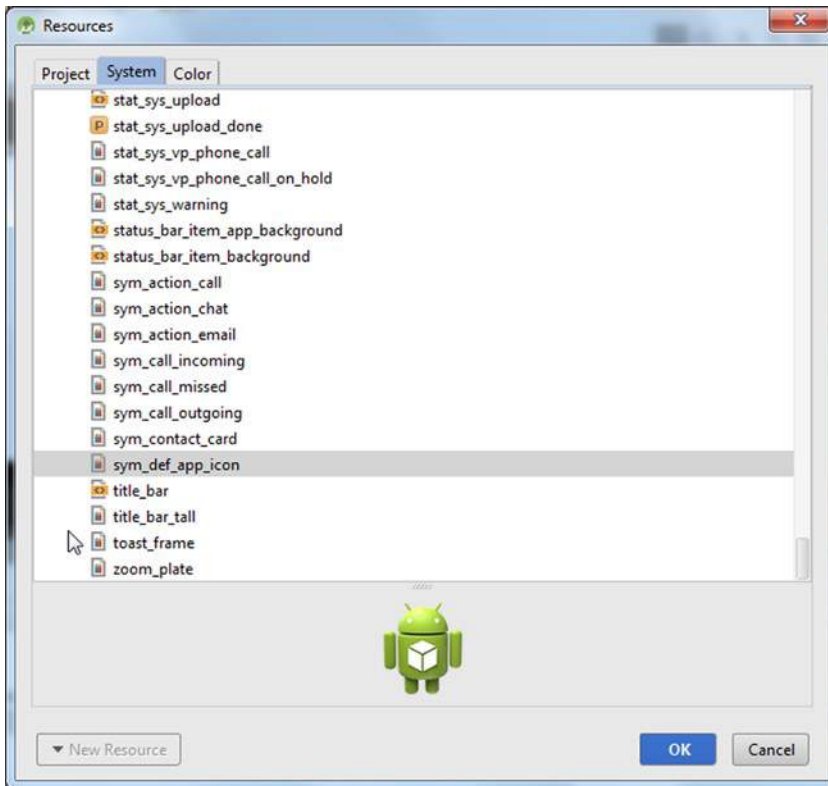 Resources
Project System Color
stat_sys_upload
P stat_sys_upload_done
stat_sys_vp_phone_call
stat_sys_vp_phone_call_on_hold
stat_sys_warning
status_bar_item_app_background
status_bar_item_background
sym_action_call
sym_action_chat
sym_action_email
sym_call_incoming
sym_call_missed
sym_call_outgoing
sym_contact_card
sym_def_app_icon
title_bar
title_bar_tall
toast_frame
zoom_plate
New Resource OK Cancel